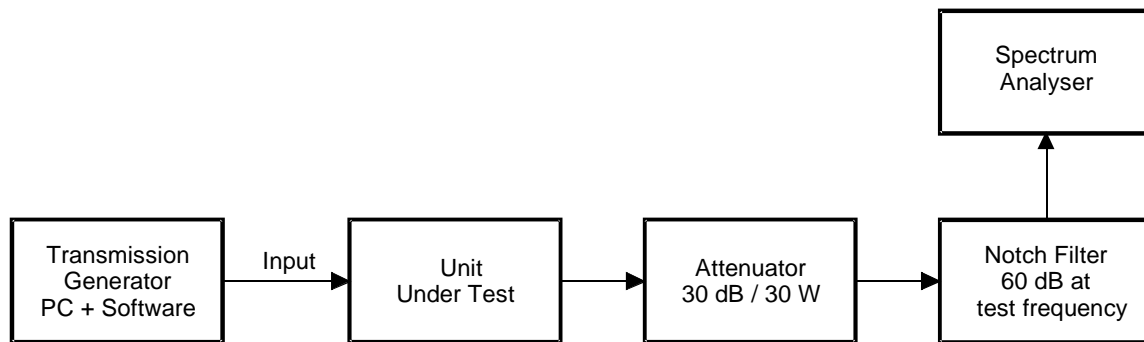 Spectrum
Analyser
Transmission
Generator
PC + Software
Input
Unit
Under Test
Attenuator
30 dB / 30 W
Notch Filter
60 dB at
test frequency